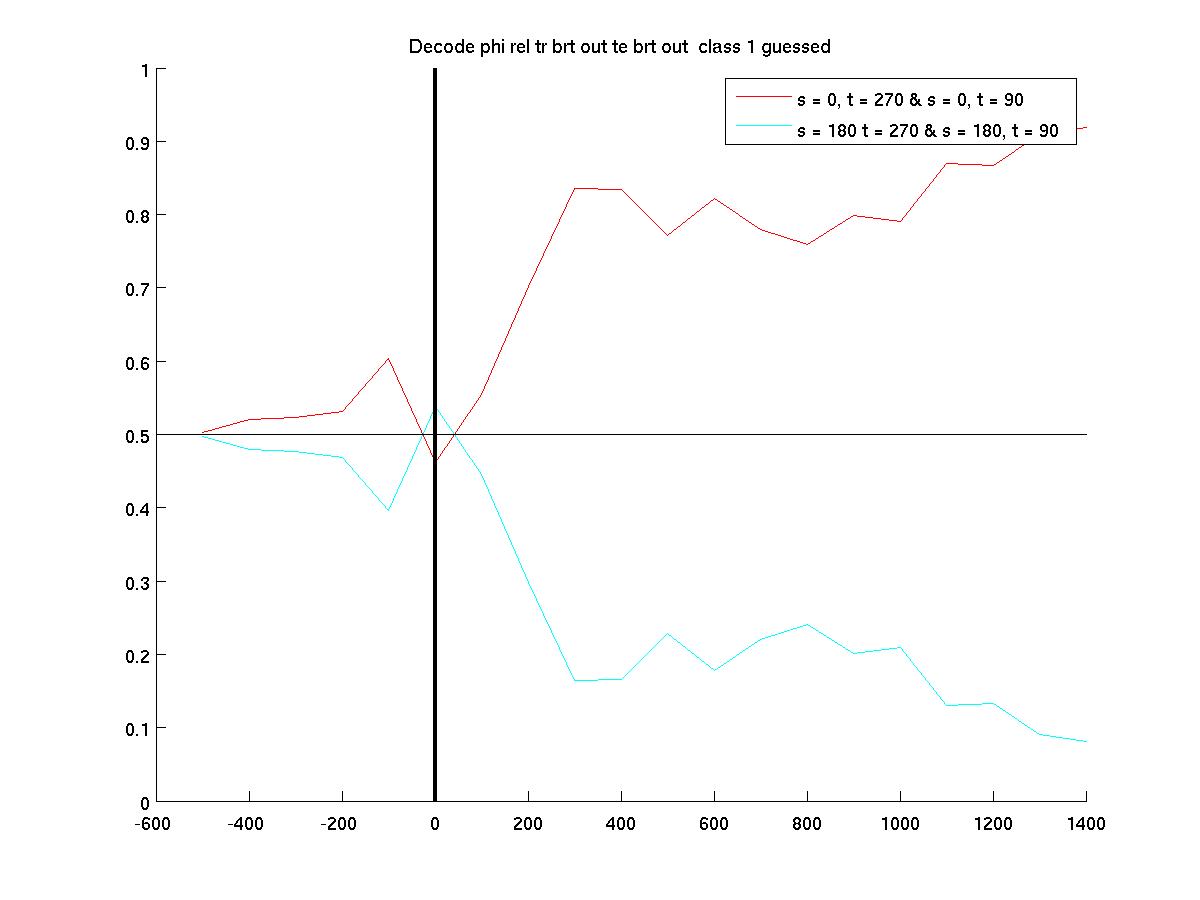 Decode phi rel tr brt out te brt out  class 1 guessed
s = 0, t = 270 & s = 0, t = 90
s = 180 t = 270 & s = 180, t = 90
1
0.9
0.8
0.7
0.6
0.5
0.4
0.3
0.2
0.1
0
-600 -400 -200 0 200 400 600 800 1000 1200 1400